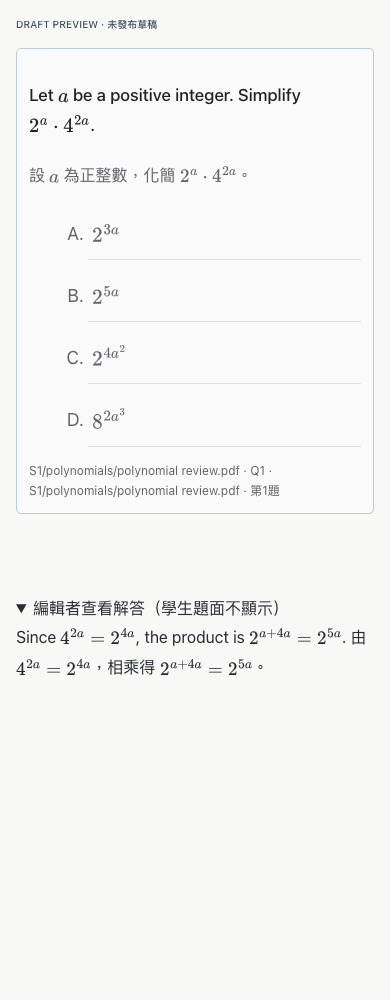 DRAFT PREVIEW · 未發布草稿
Let a be a positive integer. Simplify
2^a · 4^{2a}.
設 a 為正整數，化簡 2^a · 4^{2a}。
A. 2^{3a}
B. 2^{5a}
C. 2^{4a^2}
D. 8^{2a^3}
S1/polynomials/polynomial review.pdf · Q1 ·
S1/polynomials/polynomial review.pdf · 第1題
▼ 編輯者查看解答（學生題面不顯示）
Since 4^{2a} = 2^{4a}, the product is 2^{a+4a} = 2^{5a}. 由
4^{2a} = 2^{4a}，相乘得 2^{a+4a} = 2^{5a}。